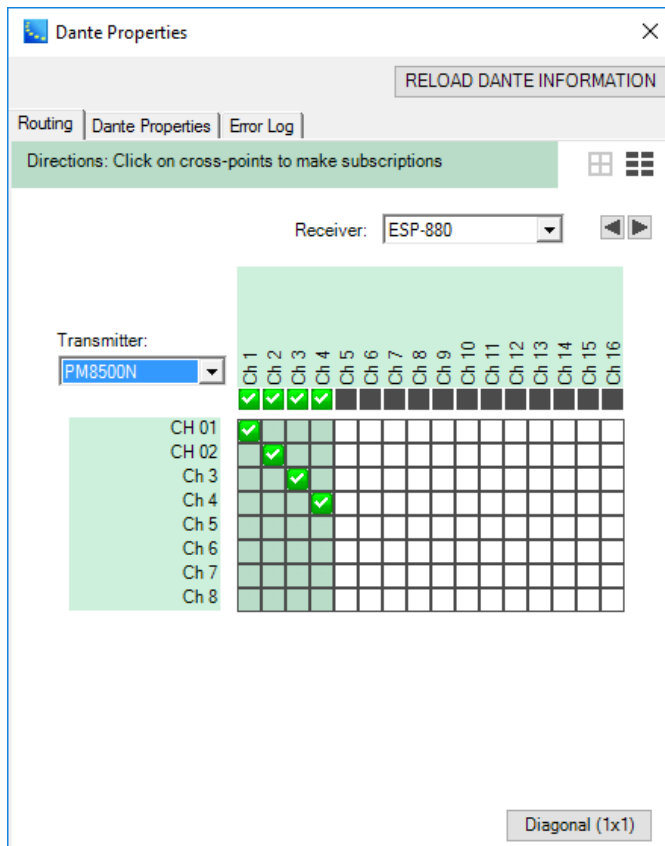 Dante Properties
RELOAD DANTE INFORMATION
Routing Dante Properties Error Log
Directions: Click on cross-points to make subscriptions
Receiver: ESP-880
Transmitter:
PM8500N
Ch 1 Ch 2 Ch 3 Ch 4 Ch 5 Ch 6 Ch 7 Ch 8 Ch 9 Ch 10 Ch 11 Ch 12 Ch 13 Ch 14 Ch 15 Ch 16
CH 01
CH 02
Ch 3
Ch 4
Ch 5
Ch 6
Ch 7
Ch 8
Diagonal (1x1)